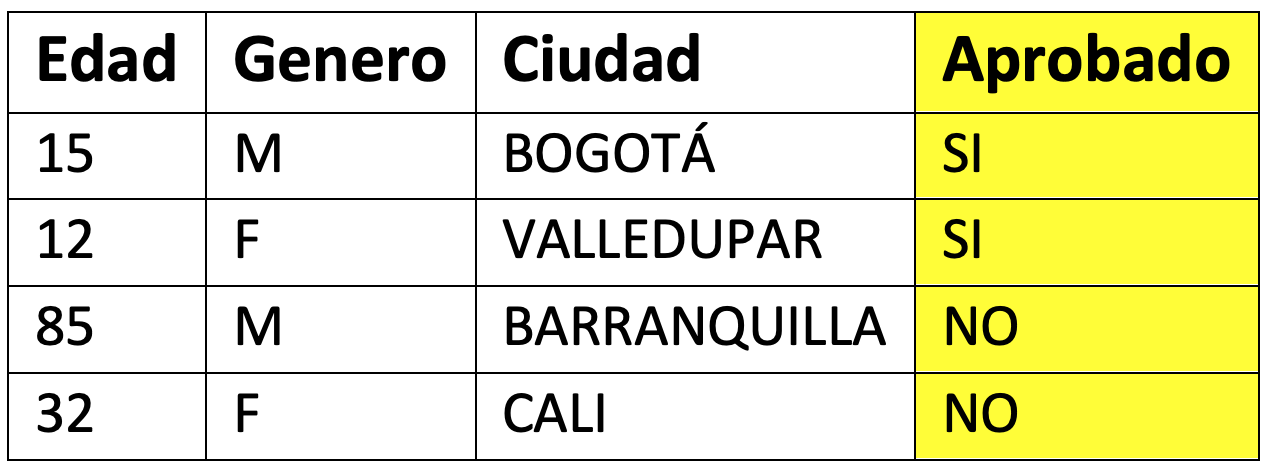 Edad Genero Ciudad Aprobado
15 M BOGOTÁ SI
12 F VALLEDUPAR SI
85 M BARRANQUILLA NO
32 F CALI NO